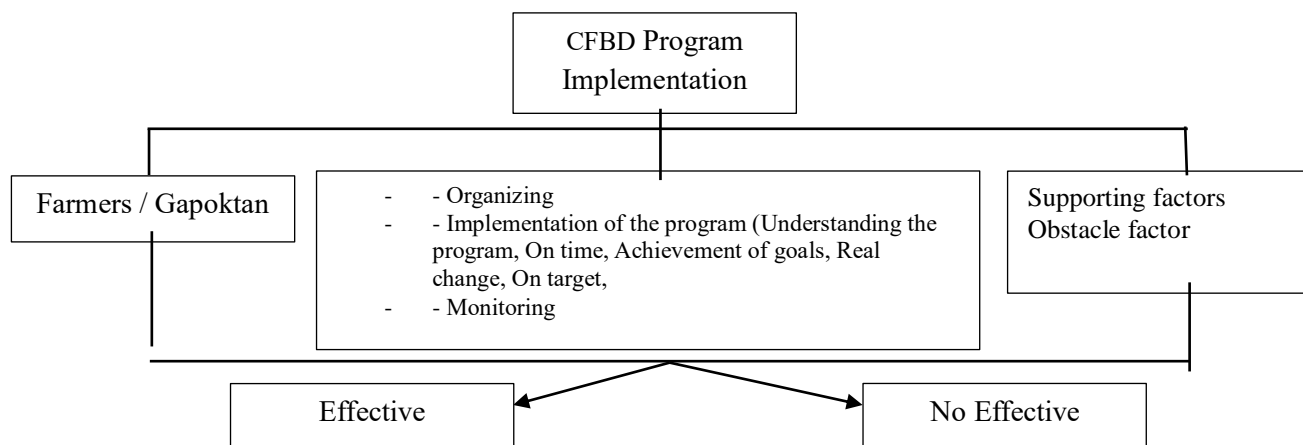 CFBD Program
Implementation
Farmers / Gapoktan
- - Organizing
- - Implementation of the program (Understanding the
program, On time, Achievement of goals, Real
change, On target,
- - Monitoring
Supporting factors
Obstacle factor
Effective
No Effective